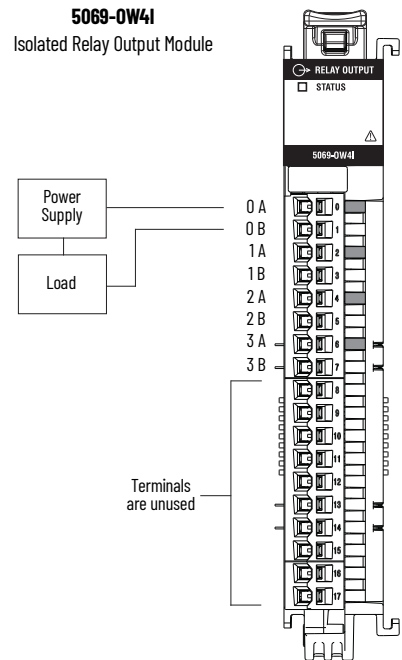 5069-OW4I
Isolated Relay Output Module
RELAY OUTPUT
STATUS
5069-OW4I
Power
Supply
Load
0 A
0 B
1 A
1 B
2 A
2 B
3 A
3 B
0
1
2
3
4
5
6
7
8
9
10
11
12
13
14
15
16
17
Terminals
are unused